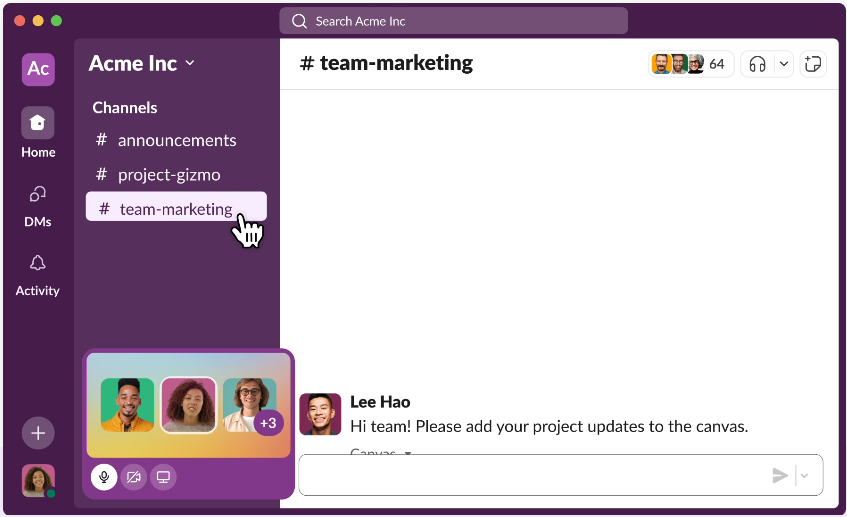 Search Acme Inc
Ac
Acme Inc
# team-marketing
64
Channels
# announcements
# project-gizmo
# team-marketing
Home
DMs
Activity
+3
Lee Hao
Hi team! Please add your project updates to the canvas.
Canvas